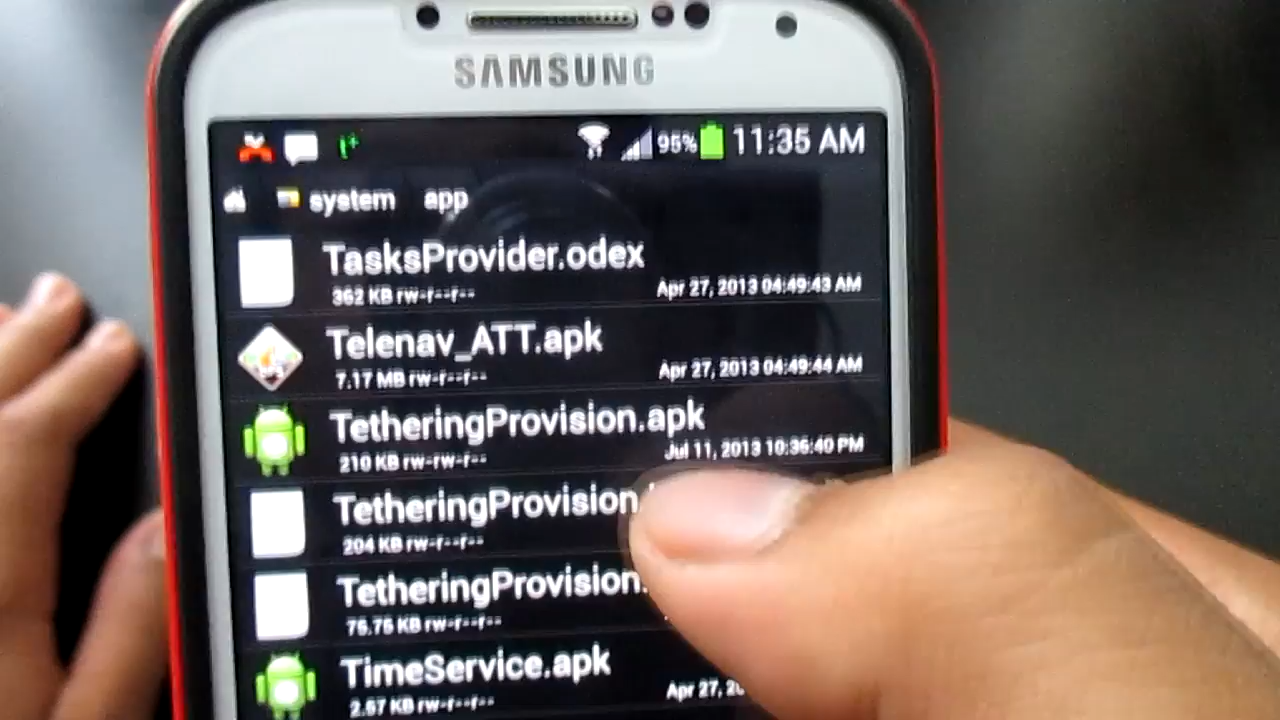 SAMSUNG
95% 11:35 AM
system app
TasksProvider.odex
362 KB rw-r--r-- Apr 27, 2013 04:49:43 AM
Telenav_ATT.apk
7.17 MB rw-r--r-- Apr 27, 2013 04:49:44 AM
TetheringProvision.apk
210 KB rw-rw-r-- Jul 11, 2013 10:36:40 PM
TetheringProvision.
204 KB rw-r--r--
TetheringProvision.
75.75 KB rw-r--r--
TimeService.apk
2.67 KB rw-r--r-- Apr 27, 20